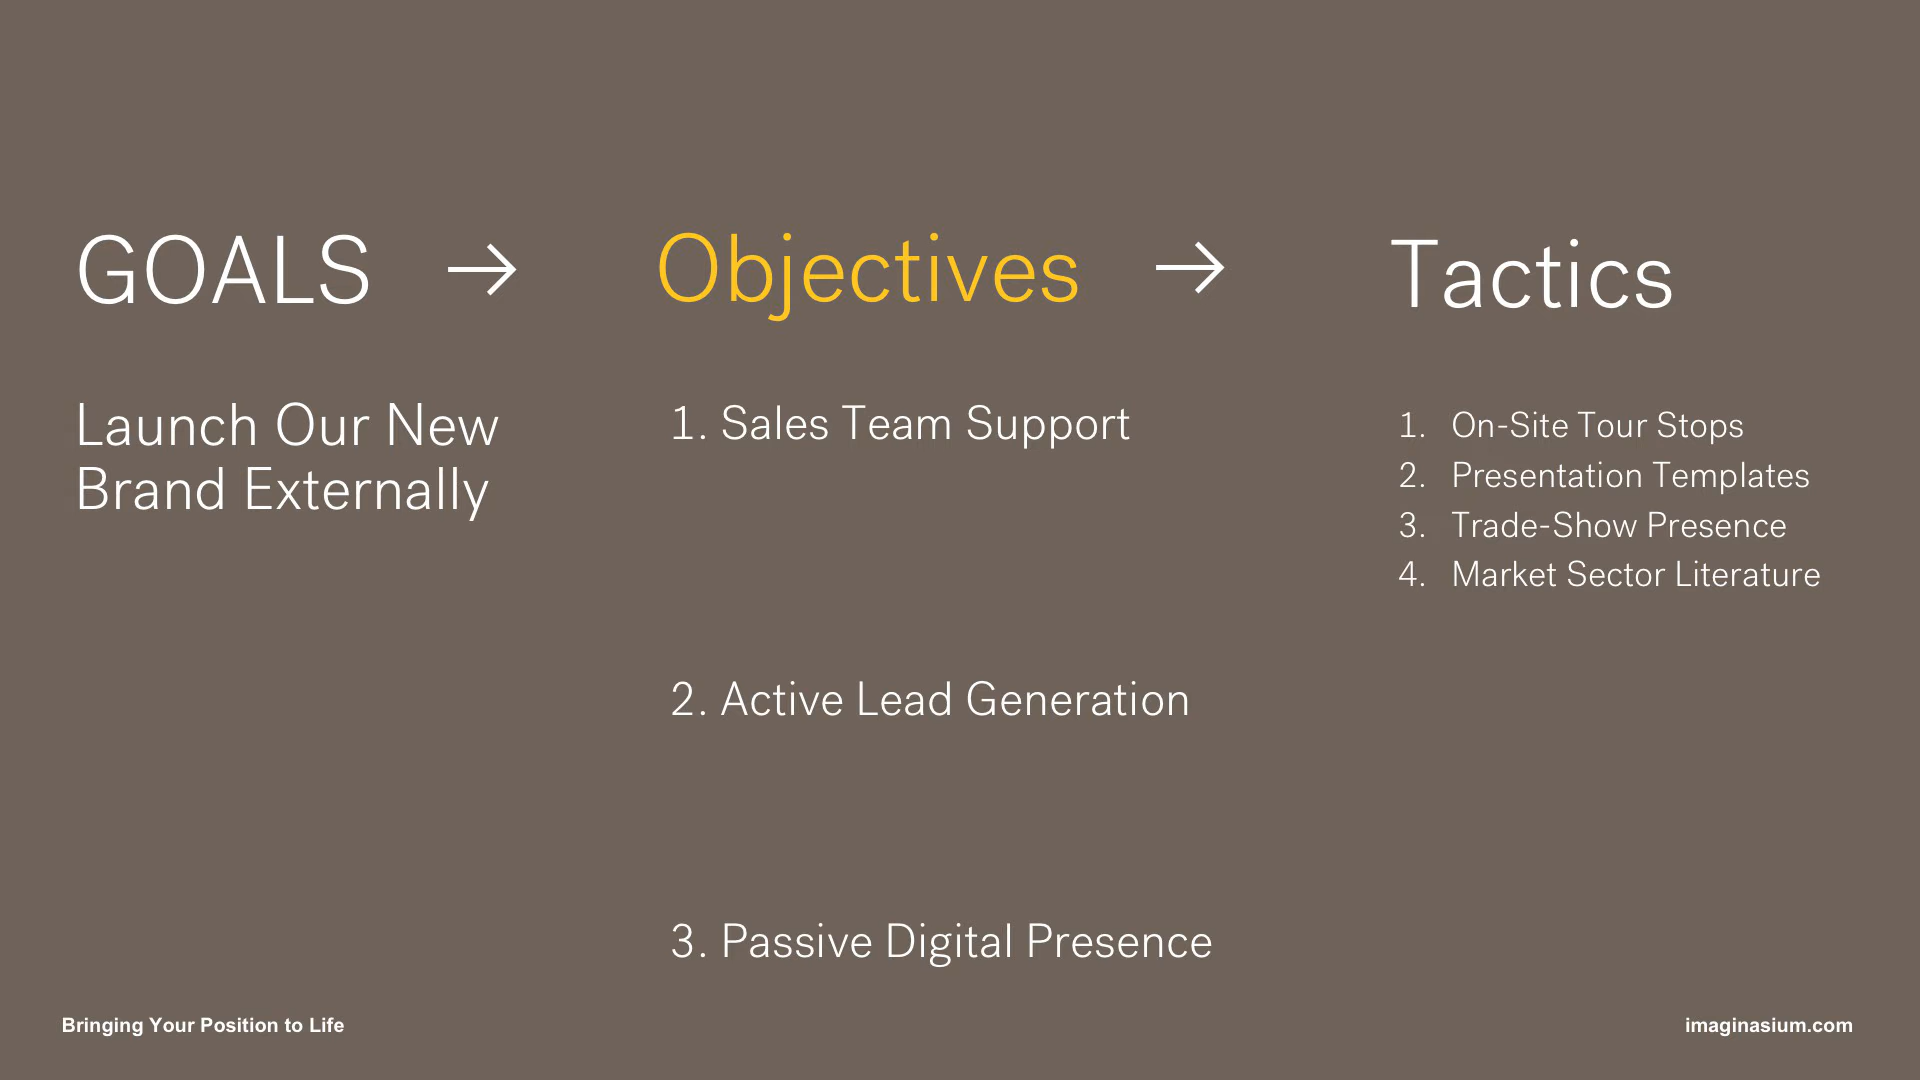 GOALS → Objectives → Tactics
Launch Our New
Brand Externally
1. Sales Team Support
1. On-Site Tour Stops
2. Presentation Templates
3. Trade-Show Presence
4. Market Sector Literature
2. Active Lead Generation
3. Passive Digital Presence
Bringing Your Position to Life
imaginasium.com